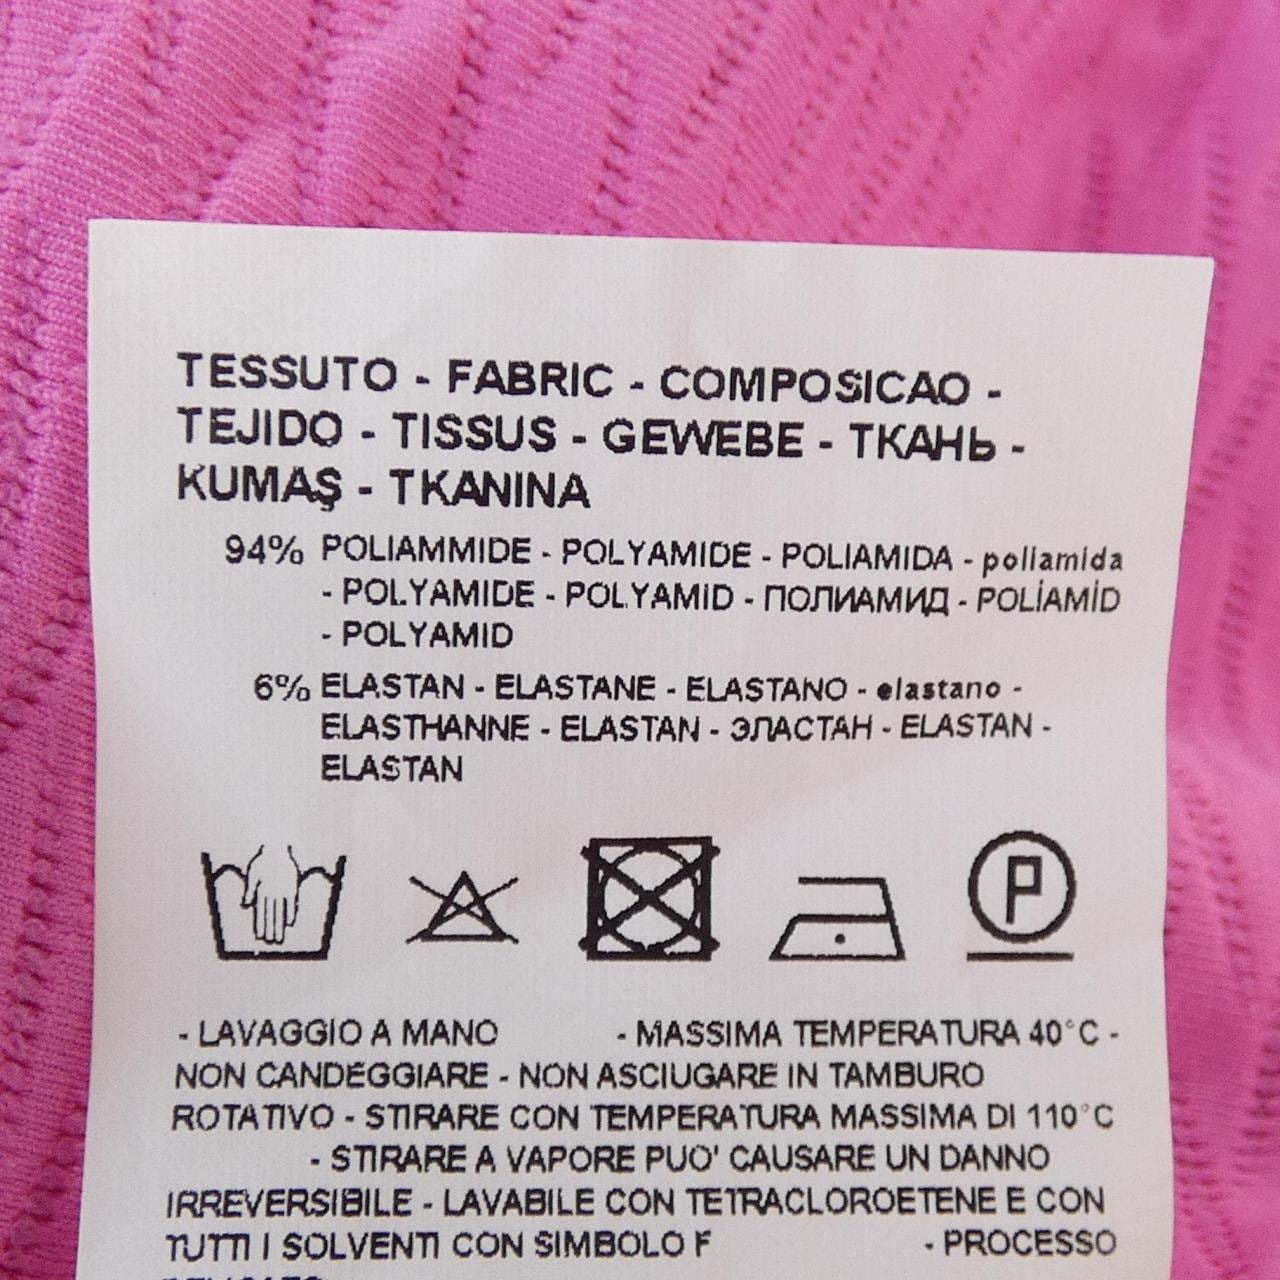 TESSUTO - FABRIC - COMPOSICAO -
TEJIDO - TISSUS - GEWEBE - ТКАНЬ -
KUMAŞ - TKANINA
94% POLIAMMIDE - POLYAMIDE - POLIAMIDA - poliamida
- POLYAMIDE - POLYAMID - ПОЛИАМИД - POLİAMİD
- POLYAMID
6% ELASTAN - ELASTANE - ELASTANO - elastano -
ELASTHANNE - ELASTAN - ЭЛАСТАН - ELASTAN -
ELASTAN
P
- LAVAGGIO A MANO - MASSIMA TEMPERATURA 40°C -
NON CANDEGGIARE - NON ASCIUGARE IN TAMBURO
ROTATIVO - STIRARE CON TEMPERATURA MASSIMA DI 110°C
- STIRARE A VAPORE PUO' CAUSARE UN DANNO
IRREVERSIBILE - LAVABILE CON TETRACLOROETENE E CON
TUTTI I SOLVENTI CON SIMBOLO F - PROCESSO